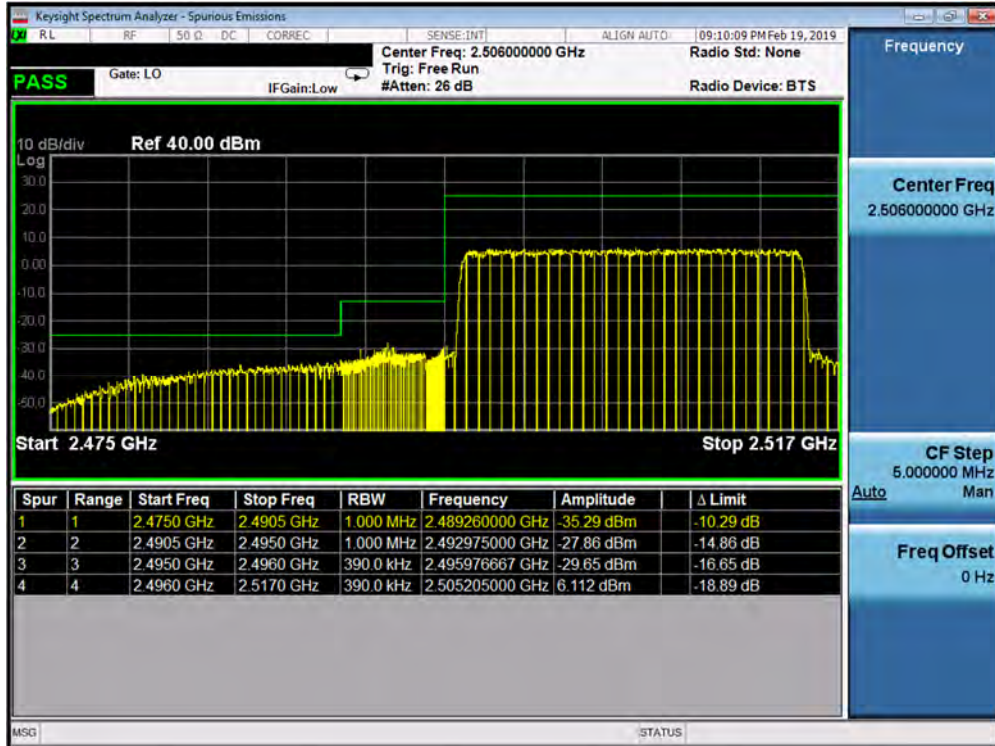 Keysight Spectrum Analyzer - Spurious Emissions
LXI RL RF 50 Ω DC CORREC SENSE:INT ALIGN AUTO 09:10:09 PM Feb 19, 2019
Center Freq: 2.506000000 GHz Radio Std: None
Trig: Free Run
PASS Gate: LO IFGain:Low #Atten: 26 dB Radio Device: BTS
10 dB/div Ref 40.00 dBm
Log
30.0
20.0
10.0
0.00
-10.0
-20.0
-30.0
-40.0
-50.0
Start 2.475 GHz Stop 2.517 GHz
Spur Range Start Freq Stop Freq RBW Frequency Amplitude Δ Limit
1 1 2.4750 GHz 2.4905 GHz 1.000 MHz 2.489260000 GHz -35.29 dBm -10.29 dB
2 2 2.4905 GHz 2.4950 GHz 1.000 MHz 2.492975000 GHz -27.86 dBm -14.86 dB
3 3 2.4950 GHz 2.4960 GHz 390.0 kHz 2.495976667 GHz -29.65 dBm -16.65 dB
4 4 2.4960 GHz 2.5170 GHz 390.0 kHz 2.505205000 GHz 6.112 dBm -18.89 dB
MSG STATUS
Frequency
Center Freq
2.506000000 GHz
CF Step
5.000000 MHz
Auto Man
Freq Offset
0 Hz